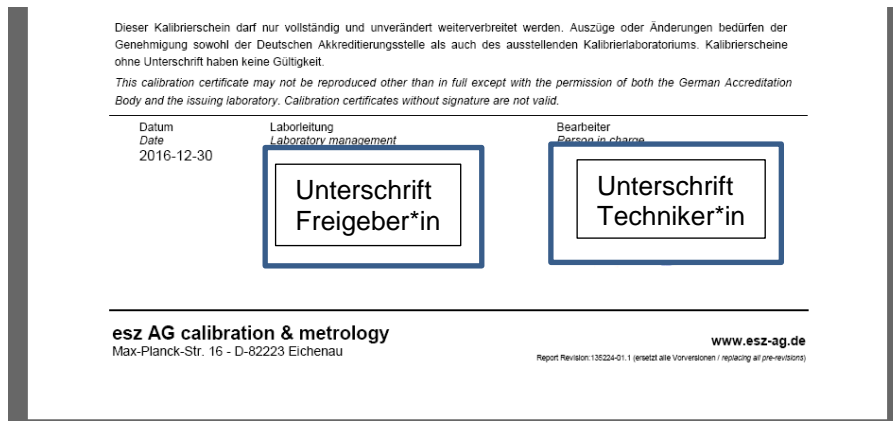 Dieser Kalibrierschein darf nur vollständig und unverändert weiterverbreitet werden. Auszüge oder Änderungen bedürfen der
Genehmigung sowohl der Deutschen Akkreditierungsstelle als auch des ausstellenden Kalibrierlaboratoriums. Kalibrierscheine
ohne Unterschrift haben keine Gültigkeit.
This calibration certificate may not be reproduced other than in full except with the permission of both the German Accreditation
Body and the issuing laboratory. Calibration certificates without signature are not valid.
Datum Laborleitung Bearbeiter
Date Laboratory management Person in charge
2016-12-30
Unterschrift
Freigeber*in
Unterschrift
Techniker*in
esz AG calibration & metrology
Max-Planck-Str. 16 - D-82223 Eichenau
www.esz-ag.de
Report Revision:135224-01.1 (ersetzt alle Vorversionen / replacing all pre-revisions)